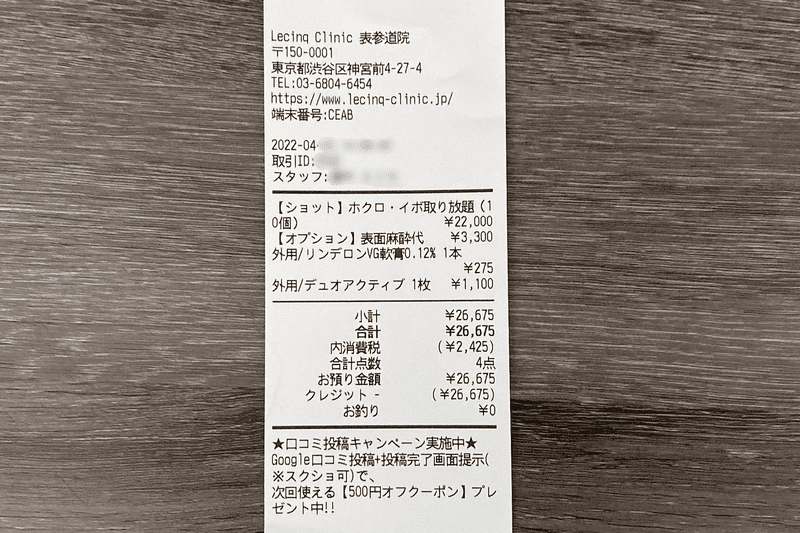 Lecinq Clinic 表参道院
〒150-0001
東京都渋谷区神宮前4-27-4
TEL:03-6804-6454
https://www.lecinq-clinic.jp/
端末番号:CEAB
2022-04
取引ID:
スタッフ:
【ショット】ホクロ・イボ取り放題(1
0個) ¥22,000
【オプション】表面麻酔代 ¥3,300
外用/リンデロンVG軟膏0.12% 1本
¥275
外用/デュオアクティブ 1枚 ¥1,100
小計 ¥26,675
合計 ¥26,675
内消費税 (¥2,425)
合計点数 4点
お預り金額 ¥26,675
クレジット - (¥26,675)
お釣り ¥0
★口コミ投稿キャンペーン実施中★
Google口コミ投稿+投稿完了画面提示(
※スクショ可)で、
次回使える【500円オフクーポン】プレ
ゼント中!!